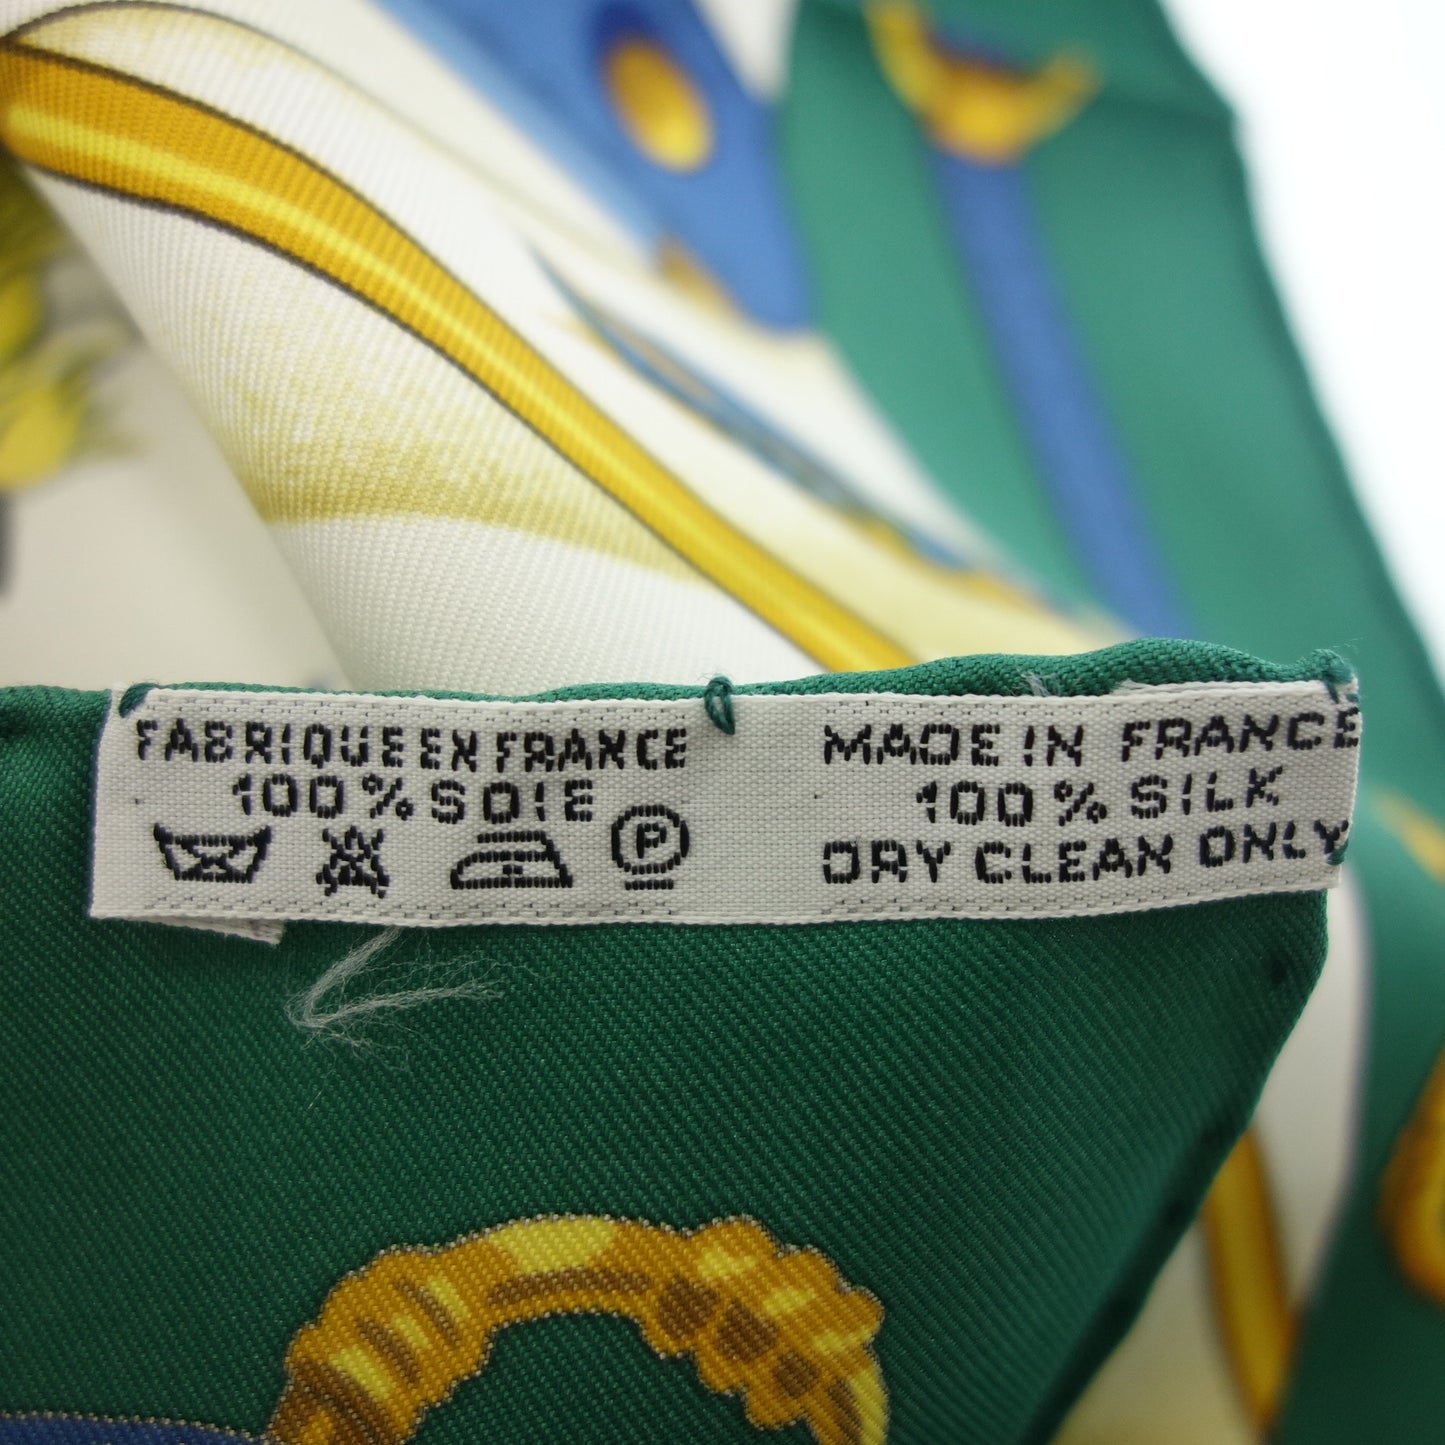 FABRIQUE EN FRANCE
100% SOIE
P
MADE IN FRANCE
100% SILK
DRY CLEAN ONLY